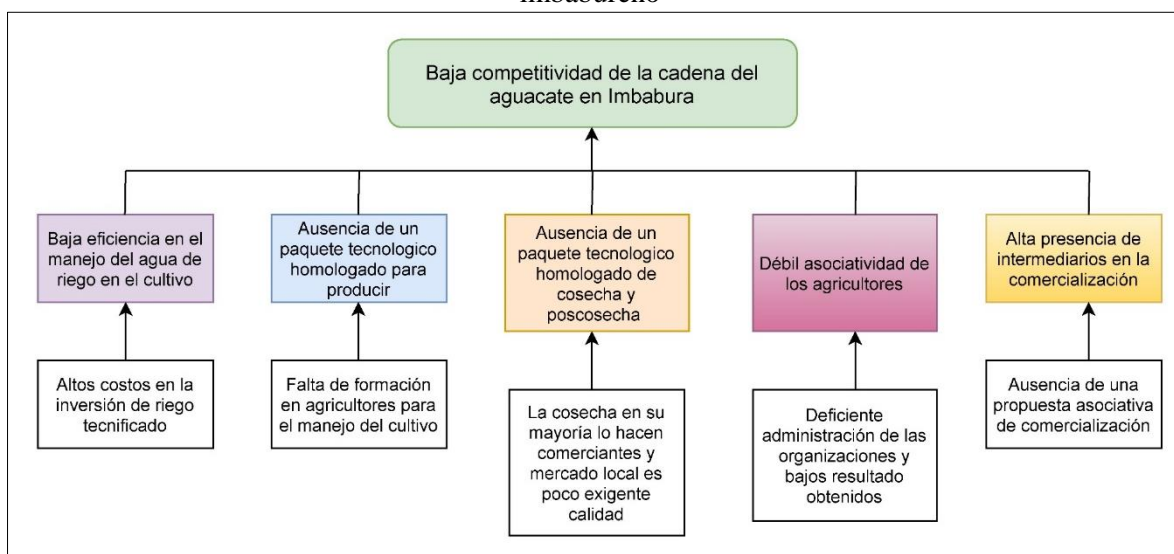 imbabureño
Baja competitividad de la cadena del
aguacate en Imbabura
Baja eficiencia en el
manejo del agua de
riego en el cultivo
Ausencia de un
paquete tecnologico
homologado para
producir
Ausencia de un
paquete tecnologico
homologado de
cosecha y
poscosecha
Débil asociatividad de
los agricultores
Alta presencia de
intermediarios en la
comercialización
Altos costos en la
inversión de riego
tecnificado
Falta de formación
en agricultores para
el manejo del cultivo
La cosecha en su
mayoría lo hacen
comerciantes y
mercado local es
poco exigente
calidad
Deficiente
administración de las
organizaciones y
bajos resultado
obtenidos
Ausencia de una
propuesta asociativa
de comercialización